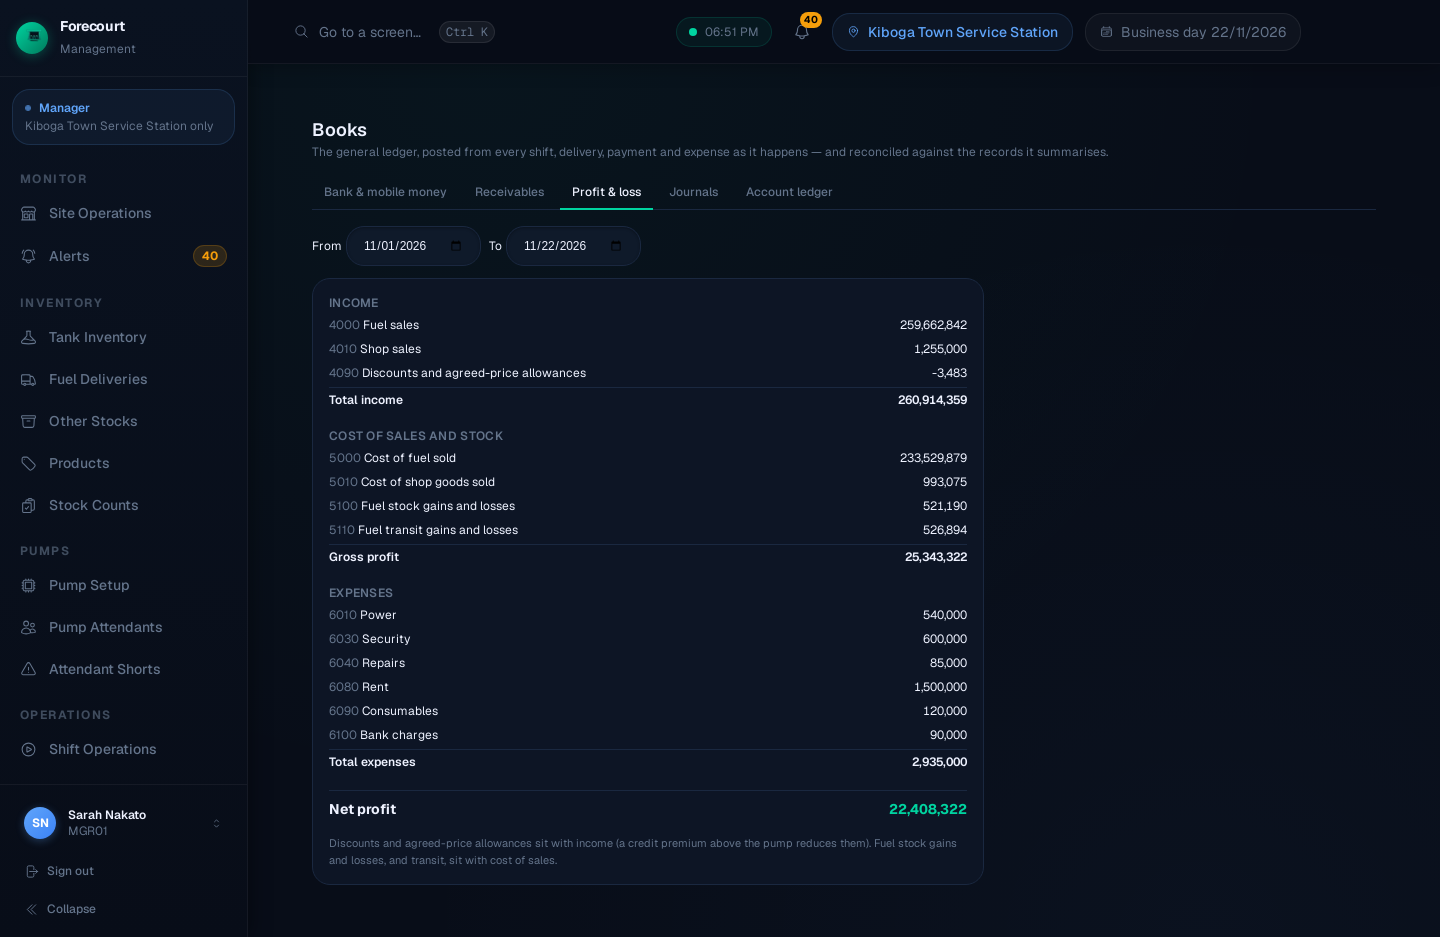 Forecourt
Management
Go to a screen...
Ctrl K
06:51 PM
40
Kiboga Town Service Station
Business day 22/11/2026
Manager
Kiboga Town Service Station only
MONITOR
Site Operations
Alerts
40
INVENTORY
Tank Inventory
Fuel Deliveries
Other Stocks
Products
Stock Counts
PUMPS
Pump Setup
Pump Attendants
Attendant Shorts
OPERATIONS
Shift Operations
SN
Sarah Nakato
MGR01
Sign out
Collapse
Books
The general ledger, posted from every shift, delivery, payment and expense as it happens — and reconciled against the records it summarises.
Bank & mobile money Receivables Profit & loss Journals Account ledger
From 11/01/2026 To 11/22/2026
INCOME
4000 Fuel sales 259,662,842
4010 Shop sales 1,255,000
4090 Discounts and agreed-price allowances -3,483
Total income 260,914,359
COST OF SALES AND STOCK
5000 Cost of fuel sold 233,529,879
5010 Cost of shop goods sold 993,075
5100 Fuel stock gains and losses 521,190
5110 Fuel transit gains and losses 526,894
Gross profit 25,343,322
EXPENSES
6010 Power 540,000
6030 Security 600,000
6040 Repairs 85,000
6080 Rent 1,500,000
6090 Consumables 120,000
6100 Bank charges 90,000
Total expenses 2,935,000
Net profit 22,408,322
Discounts and agreed-price allowances sit with income (a credit premium above the pump reduces them). Fuel stock gains
and losses, and transit, sit with cost of sales.